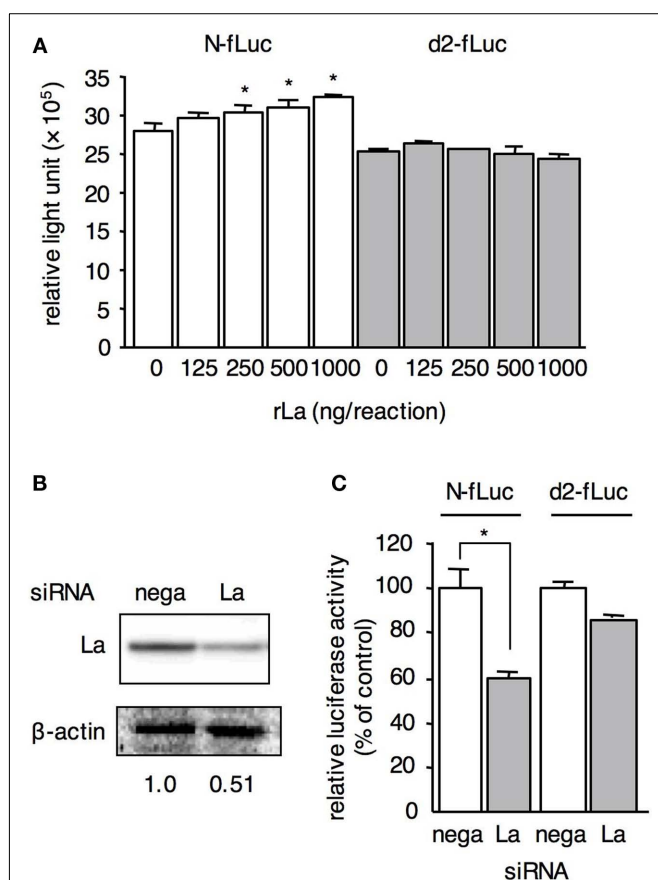 A
N-fLuc d2-fLuc
relative light unit (× 10⁵)
35
30
25
20
15
10
5
0
* * *
0 125 250 500 1000 0 125 250 500 1000
rLa (ng/reaction)
B
siRNA nega La
La
β-actin
1.0 0.51
C
N-fLuc d2-fLuc
relative luciferase activity
(% of control)
120
100
80
60
40
20
0
*
nega La nega La
siRNA